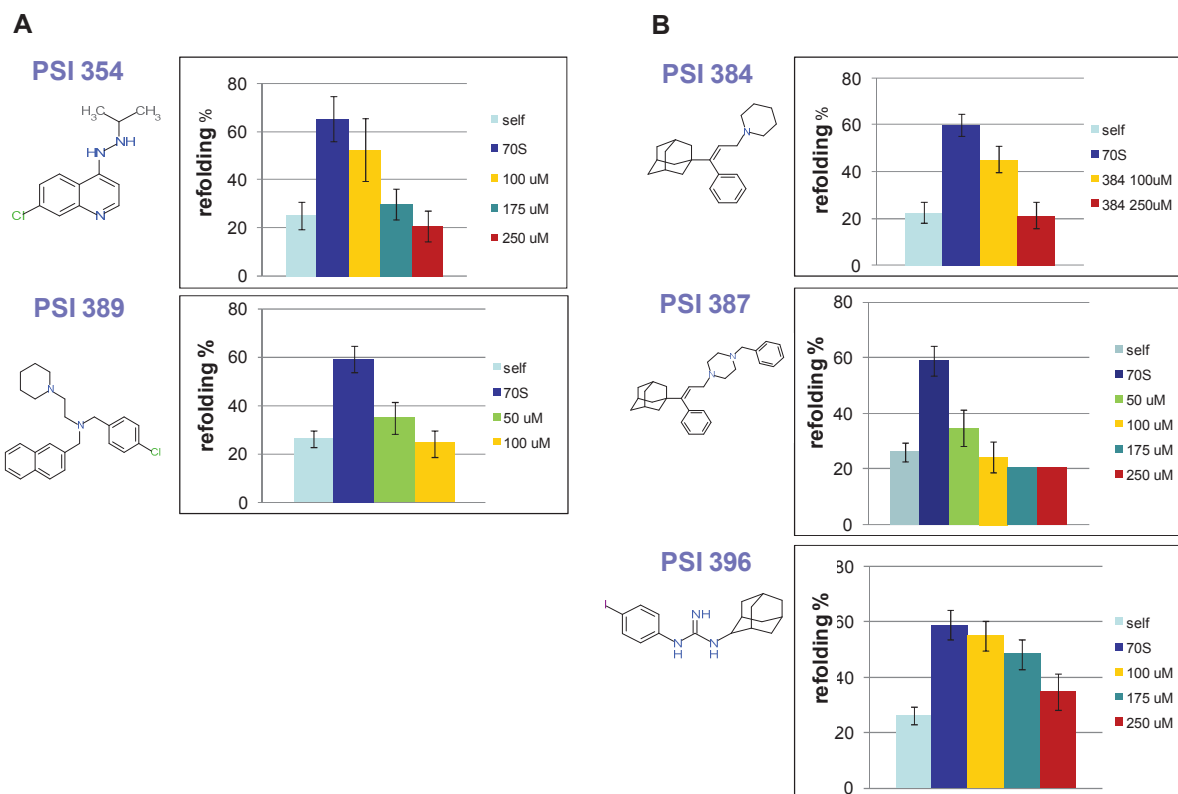 A
PSI 354
H₃C
CH₃
NH
HN
Cl
N
refolding %
80
60
40
20
0
self
70S
100 uM
175 uM
250 uM
PSI 389
N
N
Cl
refolding %
80
60
40
20
0
self
70S
50 uM
100 uM
B
PSI 384
N
refolding %
80
60
40
20
0
self
70S
384 100uM
384 250uM
PSI 387
N
N
refolding %
80
60
40
20
0
self
70S
50 uM
100 uM
175 uM
250 uM
PSI 396
I
NH
N
H
N
H
refolding %
80
60
40
20
0
self
70S
100 uM
175 uM
250 uM